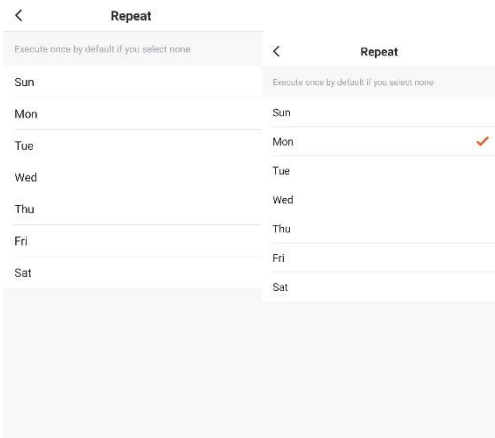 Repeat
Execute once by default if you select none
Sun
Mon
Tue
Wed
Thu
Fri
Sat
Repeat
Execute once by default if you select none
Sun
Mon
Tue
Wed
Thu
Fri
Sat